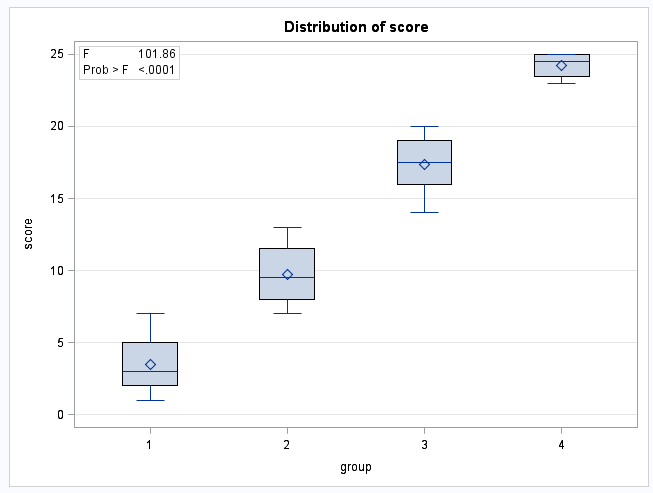 Distribution of score
F 101.86
Prob > F <.0001
25
20
15
10
5
0
score
1 2 3 4
group